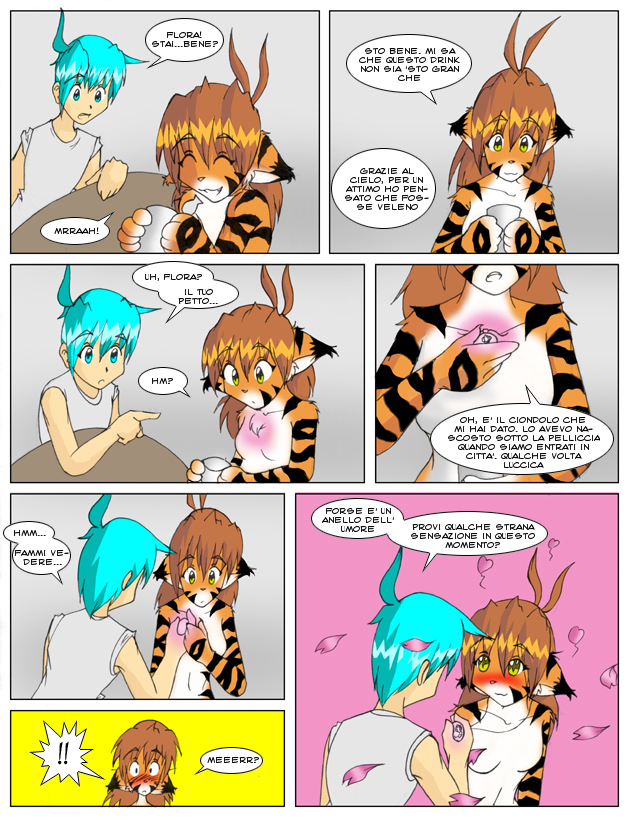 FLORA!
STAI...BENE?
MRRAAH!
STO BENE. MI SA
CHE QUESTO DRINK
NON SIA 'STO GRAN
CHE
GRAZIE AL
CIELO, PER UN
ATTIMO HO PEN-
SATO CHE FOS-
SE VELENO
UH, FLORA?
IL TUO
PETTO...
HM?
OH, E' IL CIONDOLO CHE
MI HAI DATO. LO AVEVO NA-
SCOSTO SOTTO LA PELLICCIA
QUANDO SIAMO ENTRATI IN
CITTA'. QUALCHE VOLTA
LUCCICA
HMM...
FAMMI VE-
DERE...
FORSE E' UN
ANELLO DELL'
UMORE
PROVI QUALCHE STRANA
SENSAZIONE IN QUESTO
MOMENTO?
!!
MEEERR?